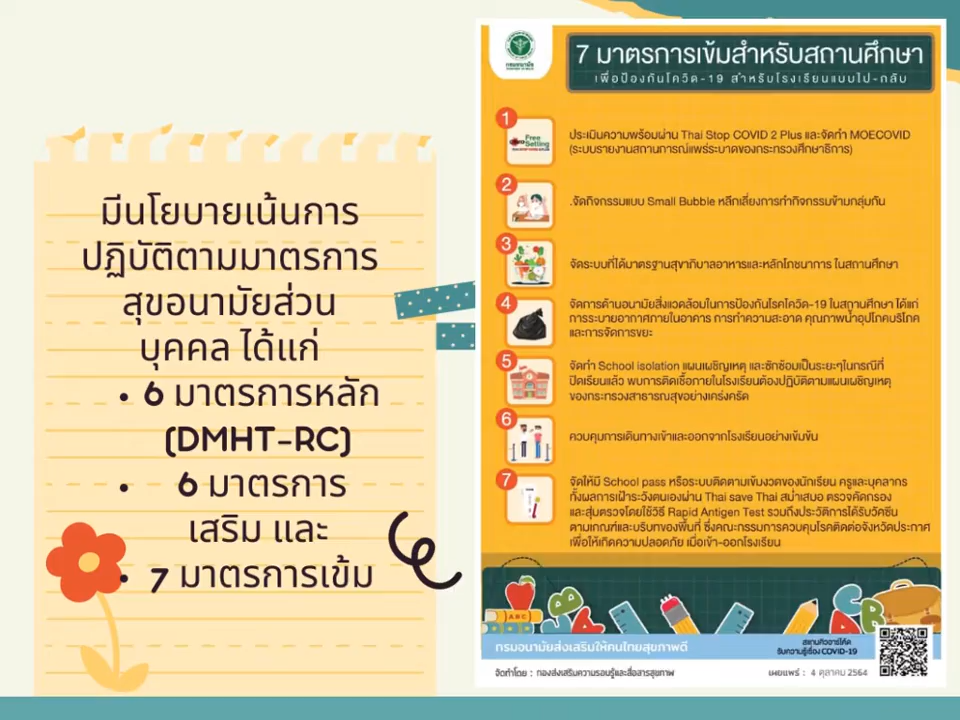 มีนโยบายเน้นการ
ปฏิบัติตามมาตรการ
สุขอนามัยส่วน
บุคคล ได้แก่
• 6 มาตรการหลัก
(DMHT-RC)
• 6 มาตรการ
เสริม และ
• 7 มาตรการเข้ม
กรมอนามัย
7 มาตรการเข้มสำหรับสถานศึกษา
เพื่อป้องกันโควิด-19 สำหรับโรงเรียนแบบไป-กลับ
1
Free
Setting
ประเมินความพร้อมผ่าน Thai Stop COVID 2 Plus และจัดทำ MOECOVID
(ระบบรายงานสถานการณ์แพร่ระบาดของกระทรวงศึกษาธิการ)
2
.จัดกิจกรรมแบบ Small Bubble หลีกเลี่ยงการทำกิจกรรมข้ามกลุ่มกัน
3
จัดระบบที่ได้มาตรฐานสุขาภิบาลอาหารและหลักโภชนาการ ในสถานศึกษา
4
จัดการด้านอนามัยสิ่งแวดล้อมในการป้องกันโรคโควิด-19 ในสถานศึกษา ได้แก่
การระบายอากาศภายในอาคาร การทำความสะอาด คุณภาพน้ำอุปโภคบริโภค
และการจัดการขยะ
5
จัดทำ School isolation แผนเผชิญเหตุ และซักซ้อมเป็นระยะๆในกรณีที่
ปิดเรียนแล้ว พบการติดเชื้อภายในโรงเรียนต้องปฏิบัติตามแผนเผชิญเหตุ
ของกระทรวงสาธารณสุขอย่างเคร่งครัด
6
ควบคุมการเดินทางเข้าและออกจากโรงเรียนอย่างเข้มข้น
7
จัดให้มี School pass หรือระบบติดตามเข้มงวดของนักเรียน ครูและบุคลากร
ทั้งผลการเฝ้าระวังตนเองผ่าน Thai save Thai สม่ำเสมอ ตรวจคัดกรอง
และสุ่มตรวจโดยใช้วิธี Rapid Antigen Test รวมถึงประวัติการได้รับวัคซีน
ตามเกณฑ์และบริบทของพื้นที่ ซึ่งคณะกรรมการควบคุมโรคติดต่อจังหวัดประกาศ
เพื่อให้เกิดความปลอดภัย เมื่อเข้า-ออกโรงเรียน
ABC
กรมอนามัยส่งเสริมให้คนไทยสุขภาพดี
สแกนคิวอาร์โค้ด
รับความรู้เรื่อง COVID-19
จัดทำโดย : กองส่งเสริมความรอบรู้และสื่อสารสุขภาพ
เผยแพร่ : 4 ตุลาคม 2564